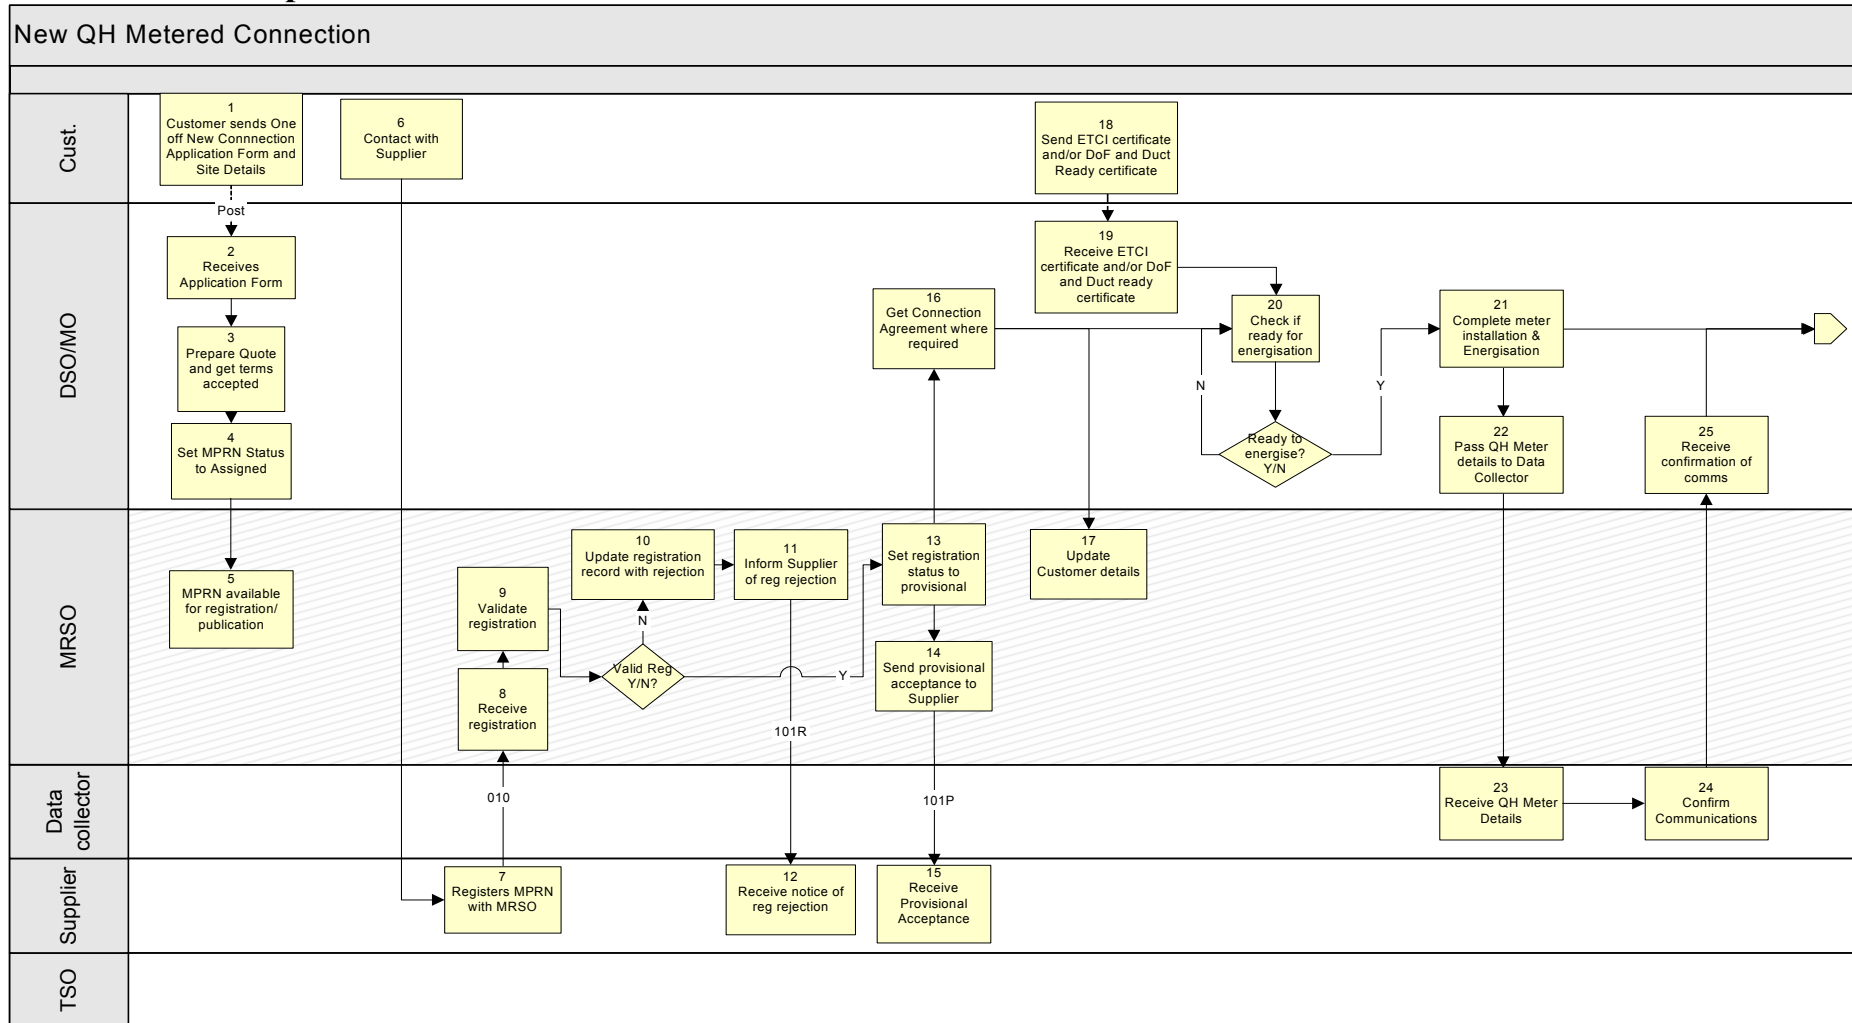 New QH Metered Connection
Cust.
1
Customer sends One
off New Connnection
Application Form and
Site Details
6
Contact with
Supplier
18
Send ETCI certificate
and/or DoF and Duct
Ready certificate
Post
DSO/MO
2
Receives
Application Form
3
Prepare Quote
and get terms
accepted
4
Set MPRN Status
to Assigned
16
Get Connection
Agreement where
required
19
Receive ETCI
certificate and/or DoF
and Duct ready
certificate
20
Check if
ready for
energisation
N
Ready to
energise?
Y/N
Y
21
Complete meter
installation &
Energisation
22
Pass QH Meter
details to Data
Collector
25
Receive
confirmation of
comms
MRSO
5
MPRN available
for registration/
publication
9
Validate
registration
8
Receive
registration
10
Update registration
record with rejection
N
Valid Reg
Y/N?
11
Inform Supplier
of reg rejection
Y
13
Set registration
status to
provisional
14
Send provisional
acceptance to
Supplier
17
Update
Customer details
101R
Data
collector
010
101P
23
Receive QH Meter
Details
24
Confirm
Communications
Supplier
7
Registers MPRN
with MRSO
12
Receive notice of
reg rejection
15
Receive
Provisional
Acceptance
TSO